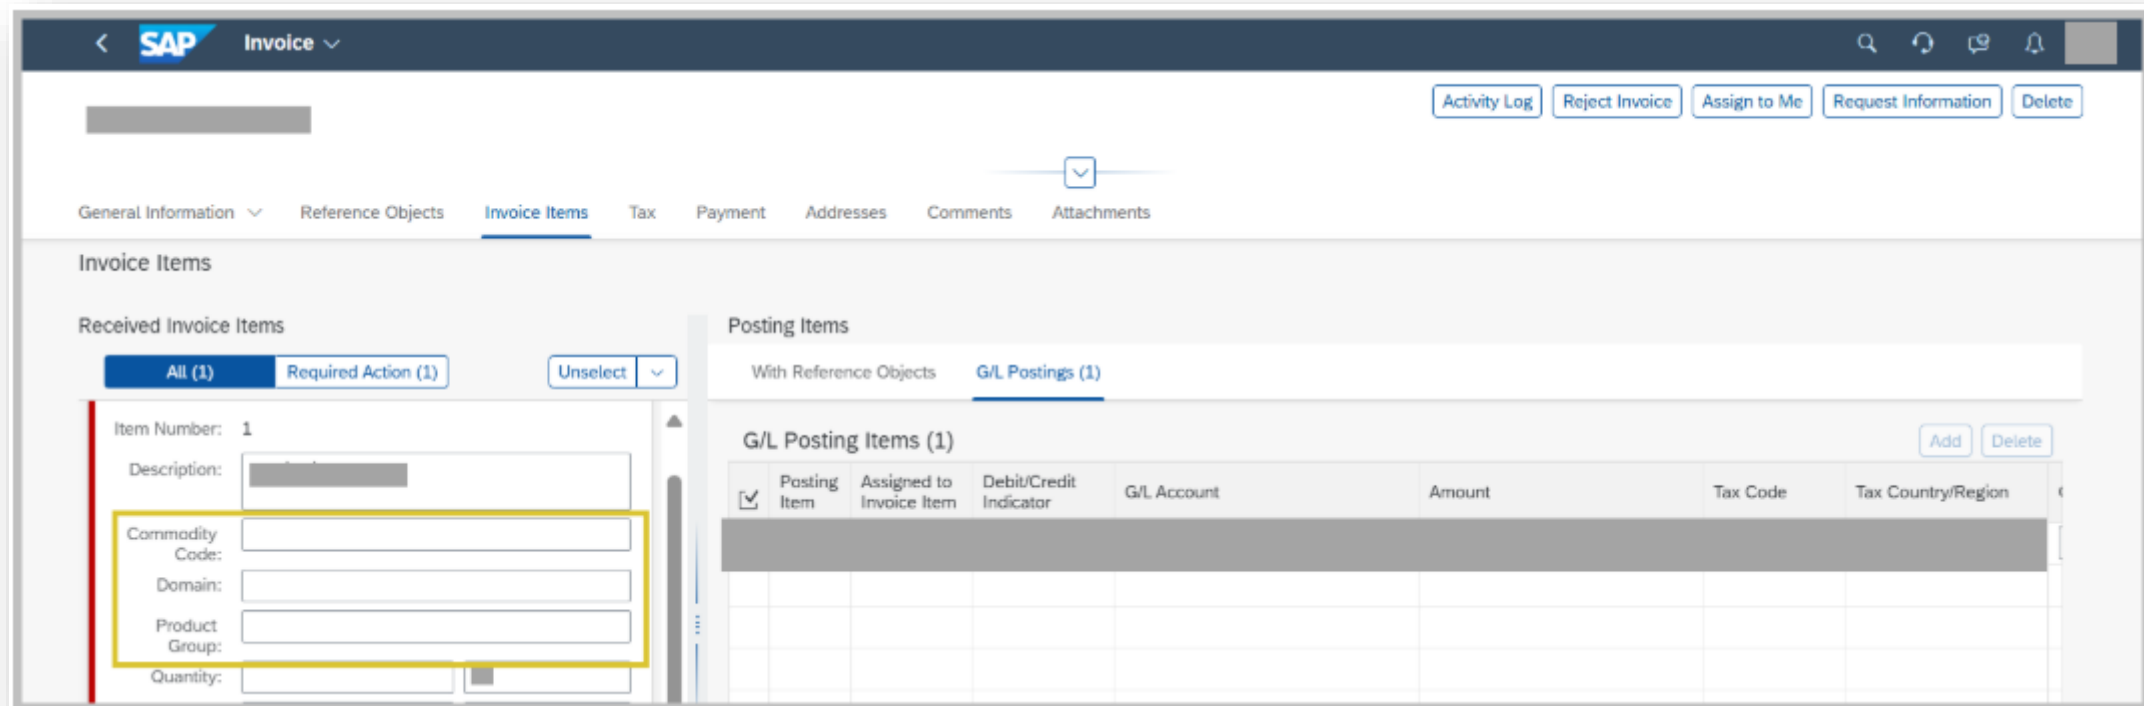 SAP Invoice
Activity Log Reject Invoice Assign to Me Request Information Delete
General Information Reference Objects Invoice Items Tax Payment Addresses Comments Attachments
Invoice Items
Received Invoice Items
All (1) Required Action (1) Unselect
Item Number: 1
Description:
Commodity
Code:
Domain:
Product
Group:
Quantity:
Posting Items
With Reference Objects G/L Postings (1)
G/L Posting Items (1) Add Delete
Posting
Item
Assigned to
Invoice Item
Debit/Credit
Indicator
G/L Account
Amount
Tax Code
Tax Country/Region